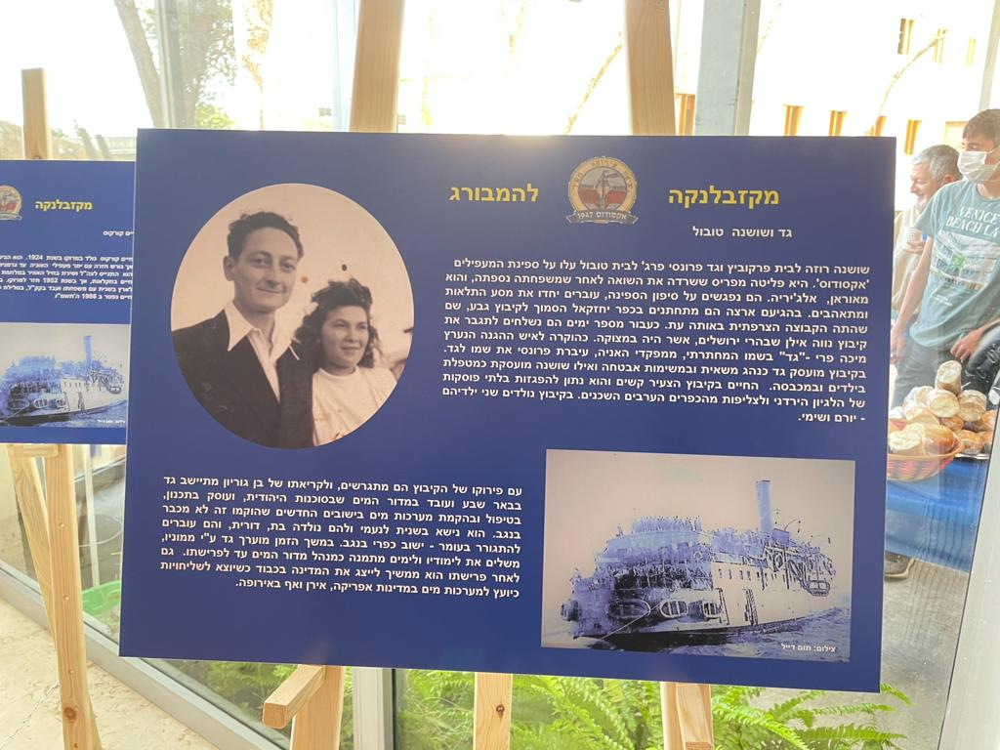 מקזבלנקה
להמבורג
אקסודוס 1947
גד ושושנה טובול
שושנה רוזה לבית פרקוביץ וגד פרונסי פרג' לבית טובול עלו על ספינת המעפילים
'אקסודוס'. היא פליטה מפריס ששרדה את השואה לאחר שמשפחתה נספתה, והוא
מאוראן, אלג'יריה. הם נפגשים על סיפון הספינה, עוברים יחדו את מסע התלאות
ומתאהבים. בהגיעם ארצה הם מתחתנים בכפר יחזקאל הסמוך לקיבוץ גבע, שם
שהתה הקבוצה הצרפתית באותה עת. כעבור מספר ימים הם נשלחים לתגבר את
קיבוץ נווה אילן שבהרי ירושלים, אשר היה במצוקה. כהוקרה לאיש ההגנה הנערץ
מיכה פרי -"גד" בשמו המחתרתי, ממפקדי האניה, עיברת פרונסי את שמו לגד.
בקיבוץ מועסק גד כנהג משאית ובמשימות אבטחה ואילו שושנה מועסקת כמטפלת
בילדים ובמכבסה. החיים בקיבוץ הצעיר קשים והוא נתון להפגזות בלתי פוסקות
של הלגיון הירדני ולצליפות מהכפרים הערבים השכנים. בקיבוץ נולדים שני ילדיהם
- יורם ושימי.
עם פירוקו של הקיבוץ הם מתגרשים, ולקריאתו של בן גוריון מתיישב גד
בבאר שבע ועובד במדור המים שבסוכנות היהודית, ועוסק בתכנון,
בטיפול ובהקמת מערכות מים בישובים החדשים שהוקמו זה לא מכבר
בנגב. הוא נישא בשנית לנעמי ולהם נולדה בת, דורית, והם עוברים
להתגורר בעומר - ישוב כפרי בנגב. במשך הזמן מוערך גד ע"י ממוניו,
משלים את לימודיו ולימים מתמנה כמנהל מדור המים עד לפרישתו. גם
לאחר פרישתו הוא ממשיך לייצג את המדינה בכבוד כשיוצא לשליחויות
כיועץ למערכות מים במדינות אפריקה, אירן ואף באירופה.
צילום: תום דייל
מקזבלנקה
קורקוס
VENICE
BEACH